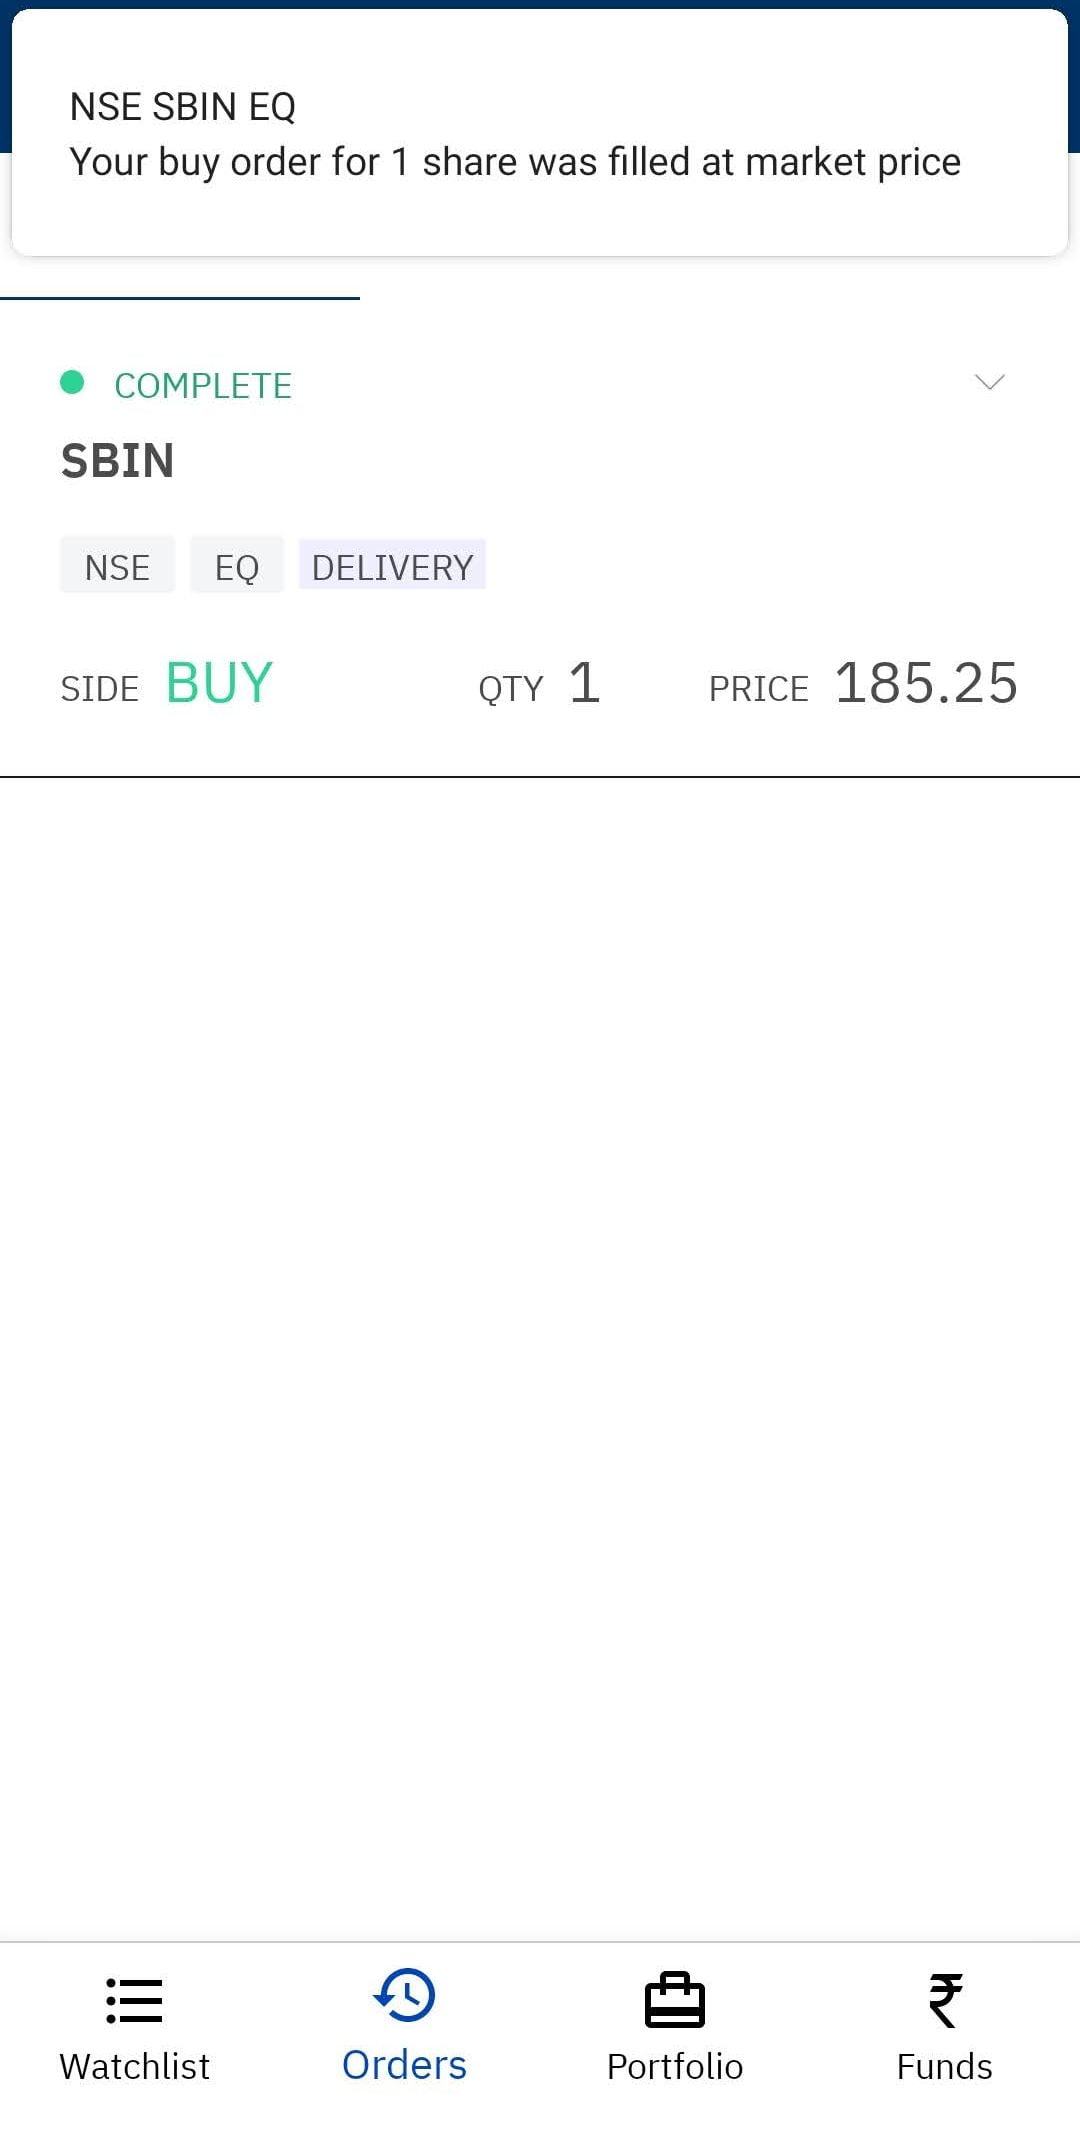 NSE SBIN EQ
Your buy order for 1 share was filled at market price
COMPLETE
SBIN
NSE EQ DELIVERY
SIDE BUY QTY 1 PRICE 185.25
Watchlist Orders Portfolio Funds